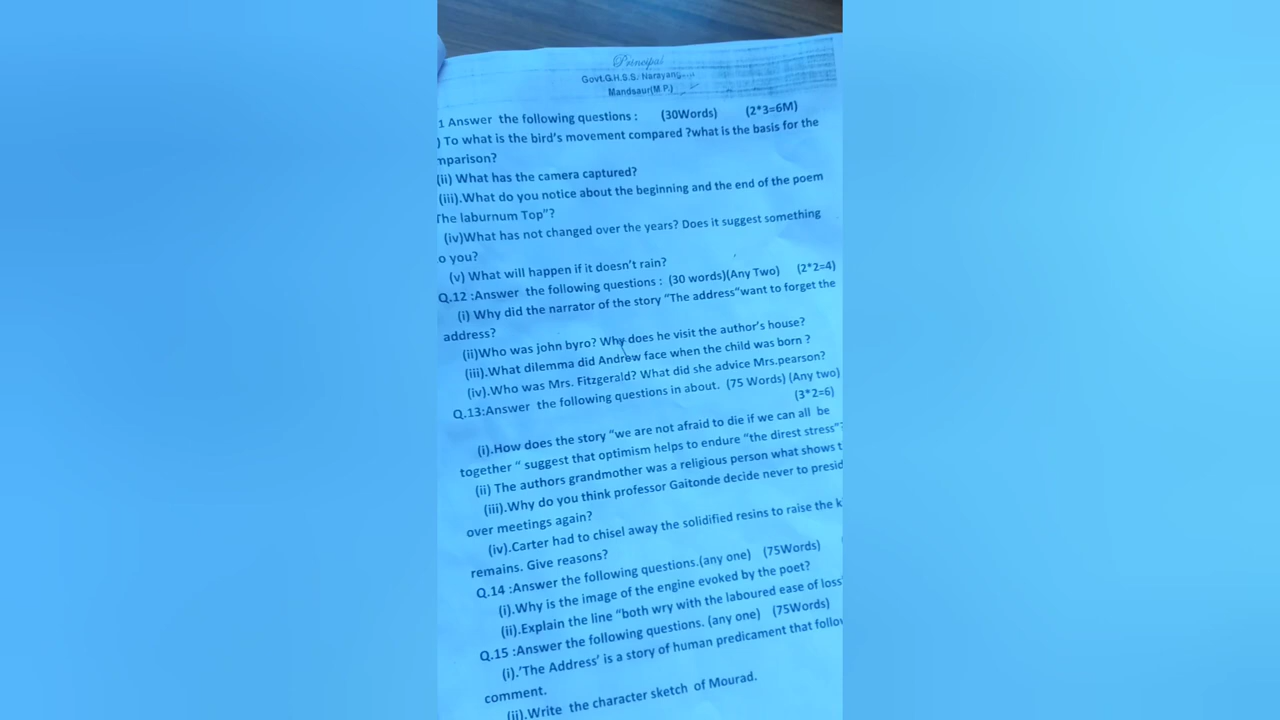 Principal
Govt.G.H.S.S. Narayang
Mandsaur(M.P.)
1 Answer the following questions : (30Words) (2*3=6M)
) To what is the bird's movement compared ?what is the basis for the
mparison?
(ii) What has the camera captured?
(iii).What do you notice about the beginning and the end of the poem
The laburnum Top"?
(iv)What has not changed over the years? Does it suggest something
o you?
(v) What will happen if it doesn't rain?
Q.12 :Answer the following questions : (30 words)(Any Two) (2*2=4)
(i) Why did the narrator of the story "The address"want to forget the
address?
(ii)Who was john byro? Why does he visit the author's house?
(iii).What dilemma did Andrew face when the child was born ?
(iv).Who was Mrs. Fitzgerald? What did she advice Mrs.pearson?
Q.13:Answer the following questions in about. (75 Words) (Any two)
(3*2=6)
(i).How does the story "we are not afraid to die if we can all be
together " suggest that optimism helps to endure "the direst stress"?
(ii) The authors grandmother was a religious person what shows t
(iii).Why do you think professor Gaitonde decide never to presid
over meetings again?
(iv).Carter had to chisel away the solidified resins to raise the k
remains. Give reasons?
Q.14 :Answer the following questions.(any one) (75Words)
(i).Why is the image of the engine evoked by the poet?
(ii).Explain the line "both wry with the laboured ease of loss"
Q.15 :Answer the following questions. (any one) (75Words)
(i).'The Address' is a story of human predicament that follow
comment.
(ii).Write the character sketch of Mourad.